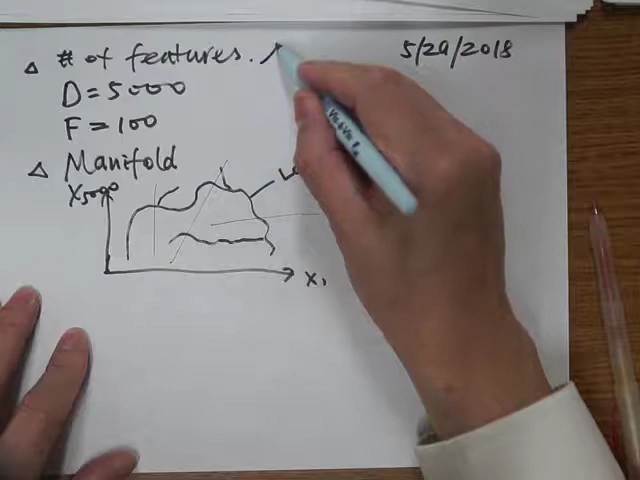 △ # of features.
5/29/2018
D = 5000
F = 100
△ Manifold
X5000
X1